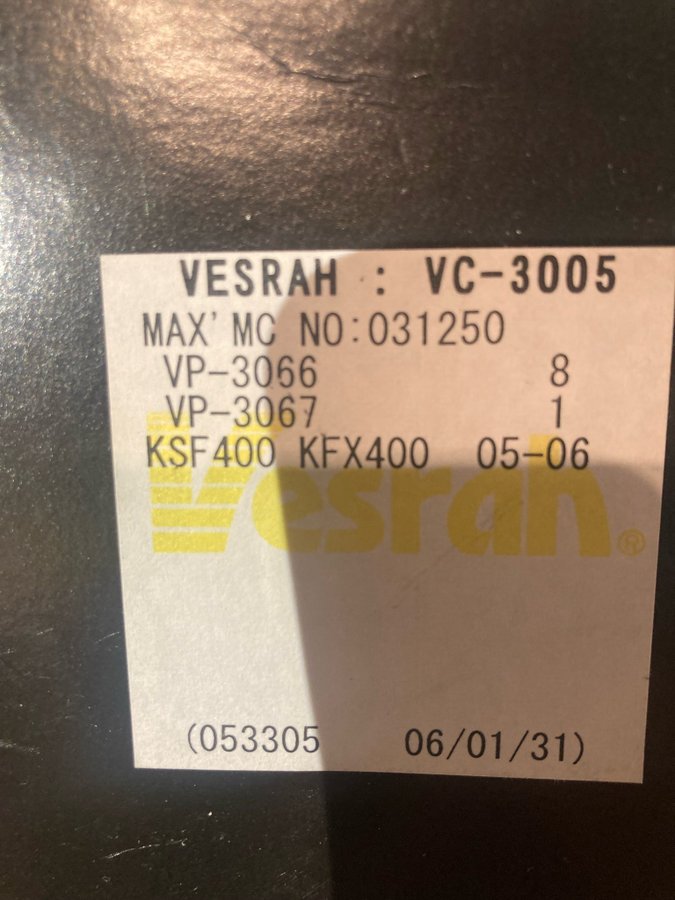 VESRAH : VC-3005
MAX'MC NO:031250
VP-3066 8
VP-3067 1
KSF400 KFX400 05-06
Vesrah®
(053305 06/01/31)